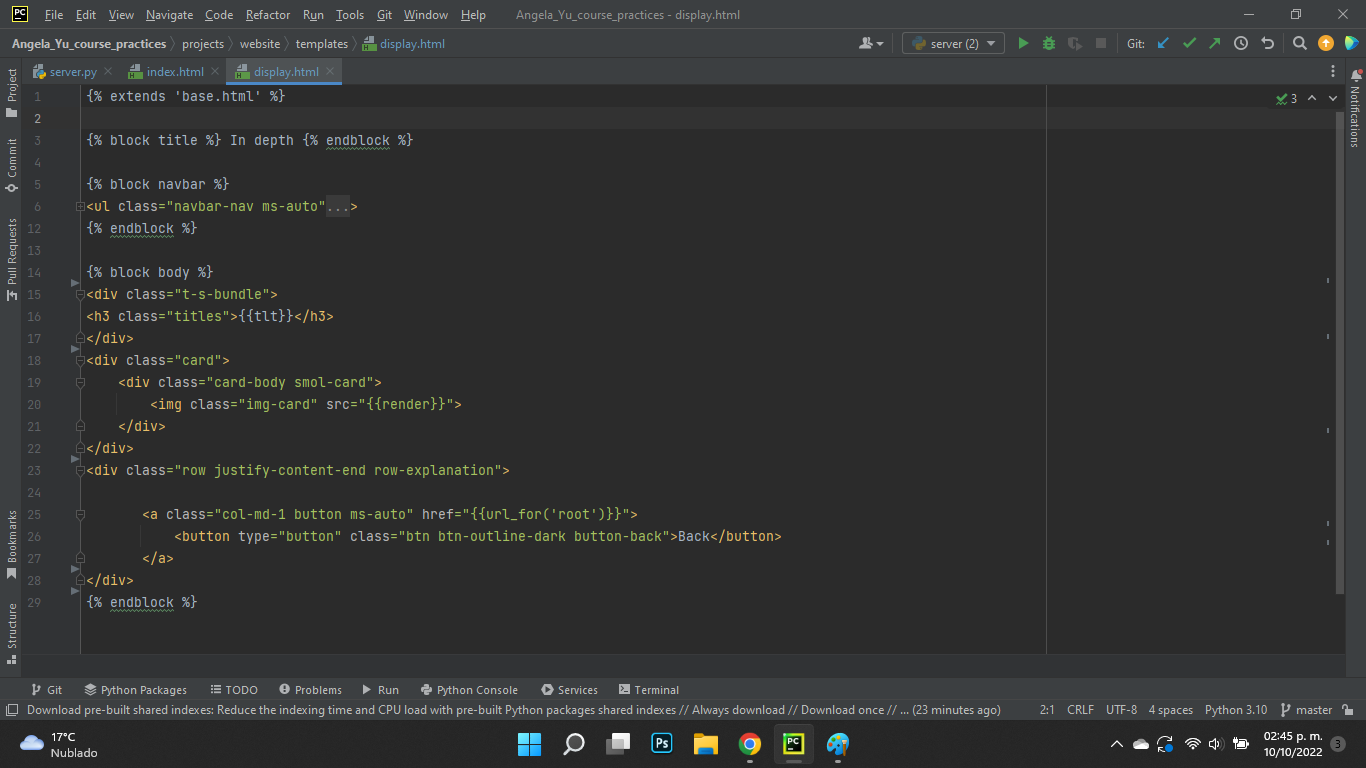 PC File Edit View Navigate Code Refactor Run Tools Git Window Help Angela_Yu_course_practices - display.html
Angela_Yu_course_practices projects website templates display.html server (2) Git:
server.py index.html display.html
Project
Commit
Pull Requests
Bookmarks
Structure
Notifications
3
1 {% extends 'base.html' %}
2
3 {% block title %} In depth {% endblock %}
4
5 {% block navbar %}
6 <ul class="navbar-nav ms-auto"...>
12 {% endblock %}
13
14 {% block body %}
15 <div class="t-s-bundle">
16 <h3 class="titles">{{tlt}}</h3>
17 </div>
18 <div class="card">
19 <div class="card-body smol-card">
20 <img class="img-card" src="{{render}}">
21 </div>
22 </div>
23 <div class="row justify-content-end row-explanation">
24
25 <a class="col-md-1 button ms-auto" href="{{url_for('root')}}">
26 <button type="button" class="btn btn-outline-dark button-back">Back</button>
27 </a>
28 </div>
29 {% endblock %}
Git Python Packages TODO Problems Run Python Console Services Terminal
Download pre-built shared indexes: Reduce the indexing time and CPU load with pre-built Python packages shared indexes // Always download // Download once // ... (23 minutes ago) 2:1 CRLF UTF-8 4 spaces Python 3.10 master
17°C
Nublado
Ps
PC
02:45 p. m.
10/10/2022
3